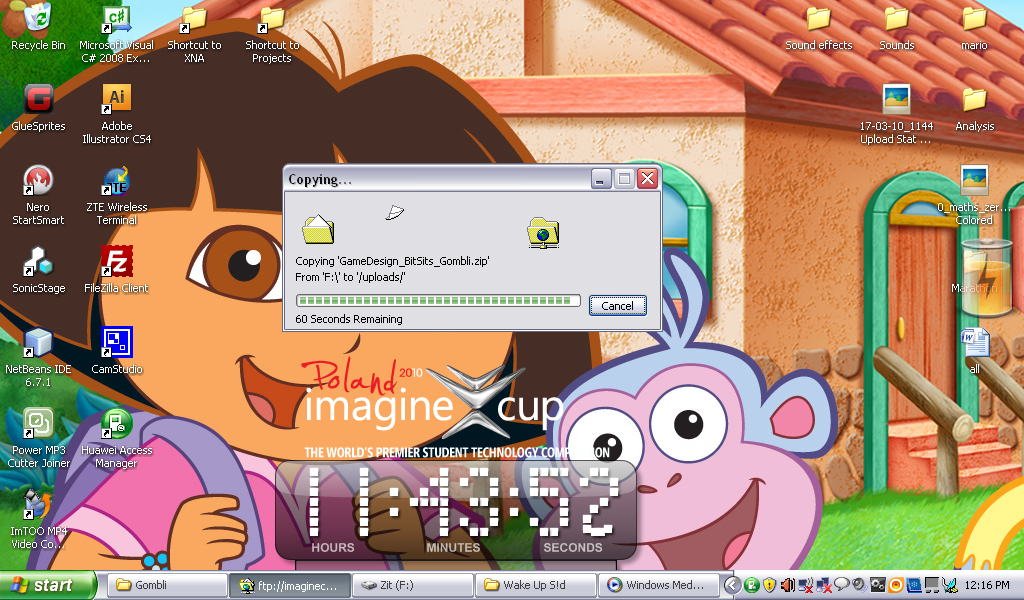 Recycle Bin
Microsoft Visual
C# 2008 Ex...
Shortcut to
XNA
Shortcut to
Projects
Sound effects
Sounds
mario
GlueSprites
Ai
Adobe
Illustrator CS4
17-03-10_1144
Upload Stat ...
Analysis
Nero
StartSmart
ZTE Wireless
Terminal
0_maths_zer...
Colored
SonicStage
FileZilla Client
NetBeans IDE
6.7.1
CamStudio
all
Power MP3
Cutter Joiner
Huawei Access
Manager
ImTOO MP4
Video Co...
Copying...
Copying 'GameDesign_BitSits_Gombli.zip'
From 'F:\' to '/uploads/'
Cancel
60 Seconds Remaining
Poland 2010
imagine cup
THE WORLD'S PREMIER STUDENT TECHNOLOGY COMPETITION
11:43:52
HOURS MINUTES SECONDS
start
Gombli
ftp://imaginec...
Zit (F:)
Wake Up S!d
Windows Med...
12:16 PM